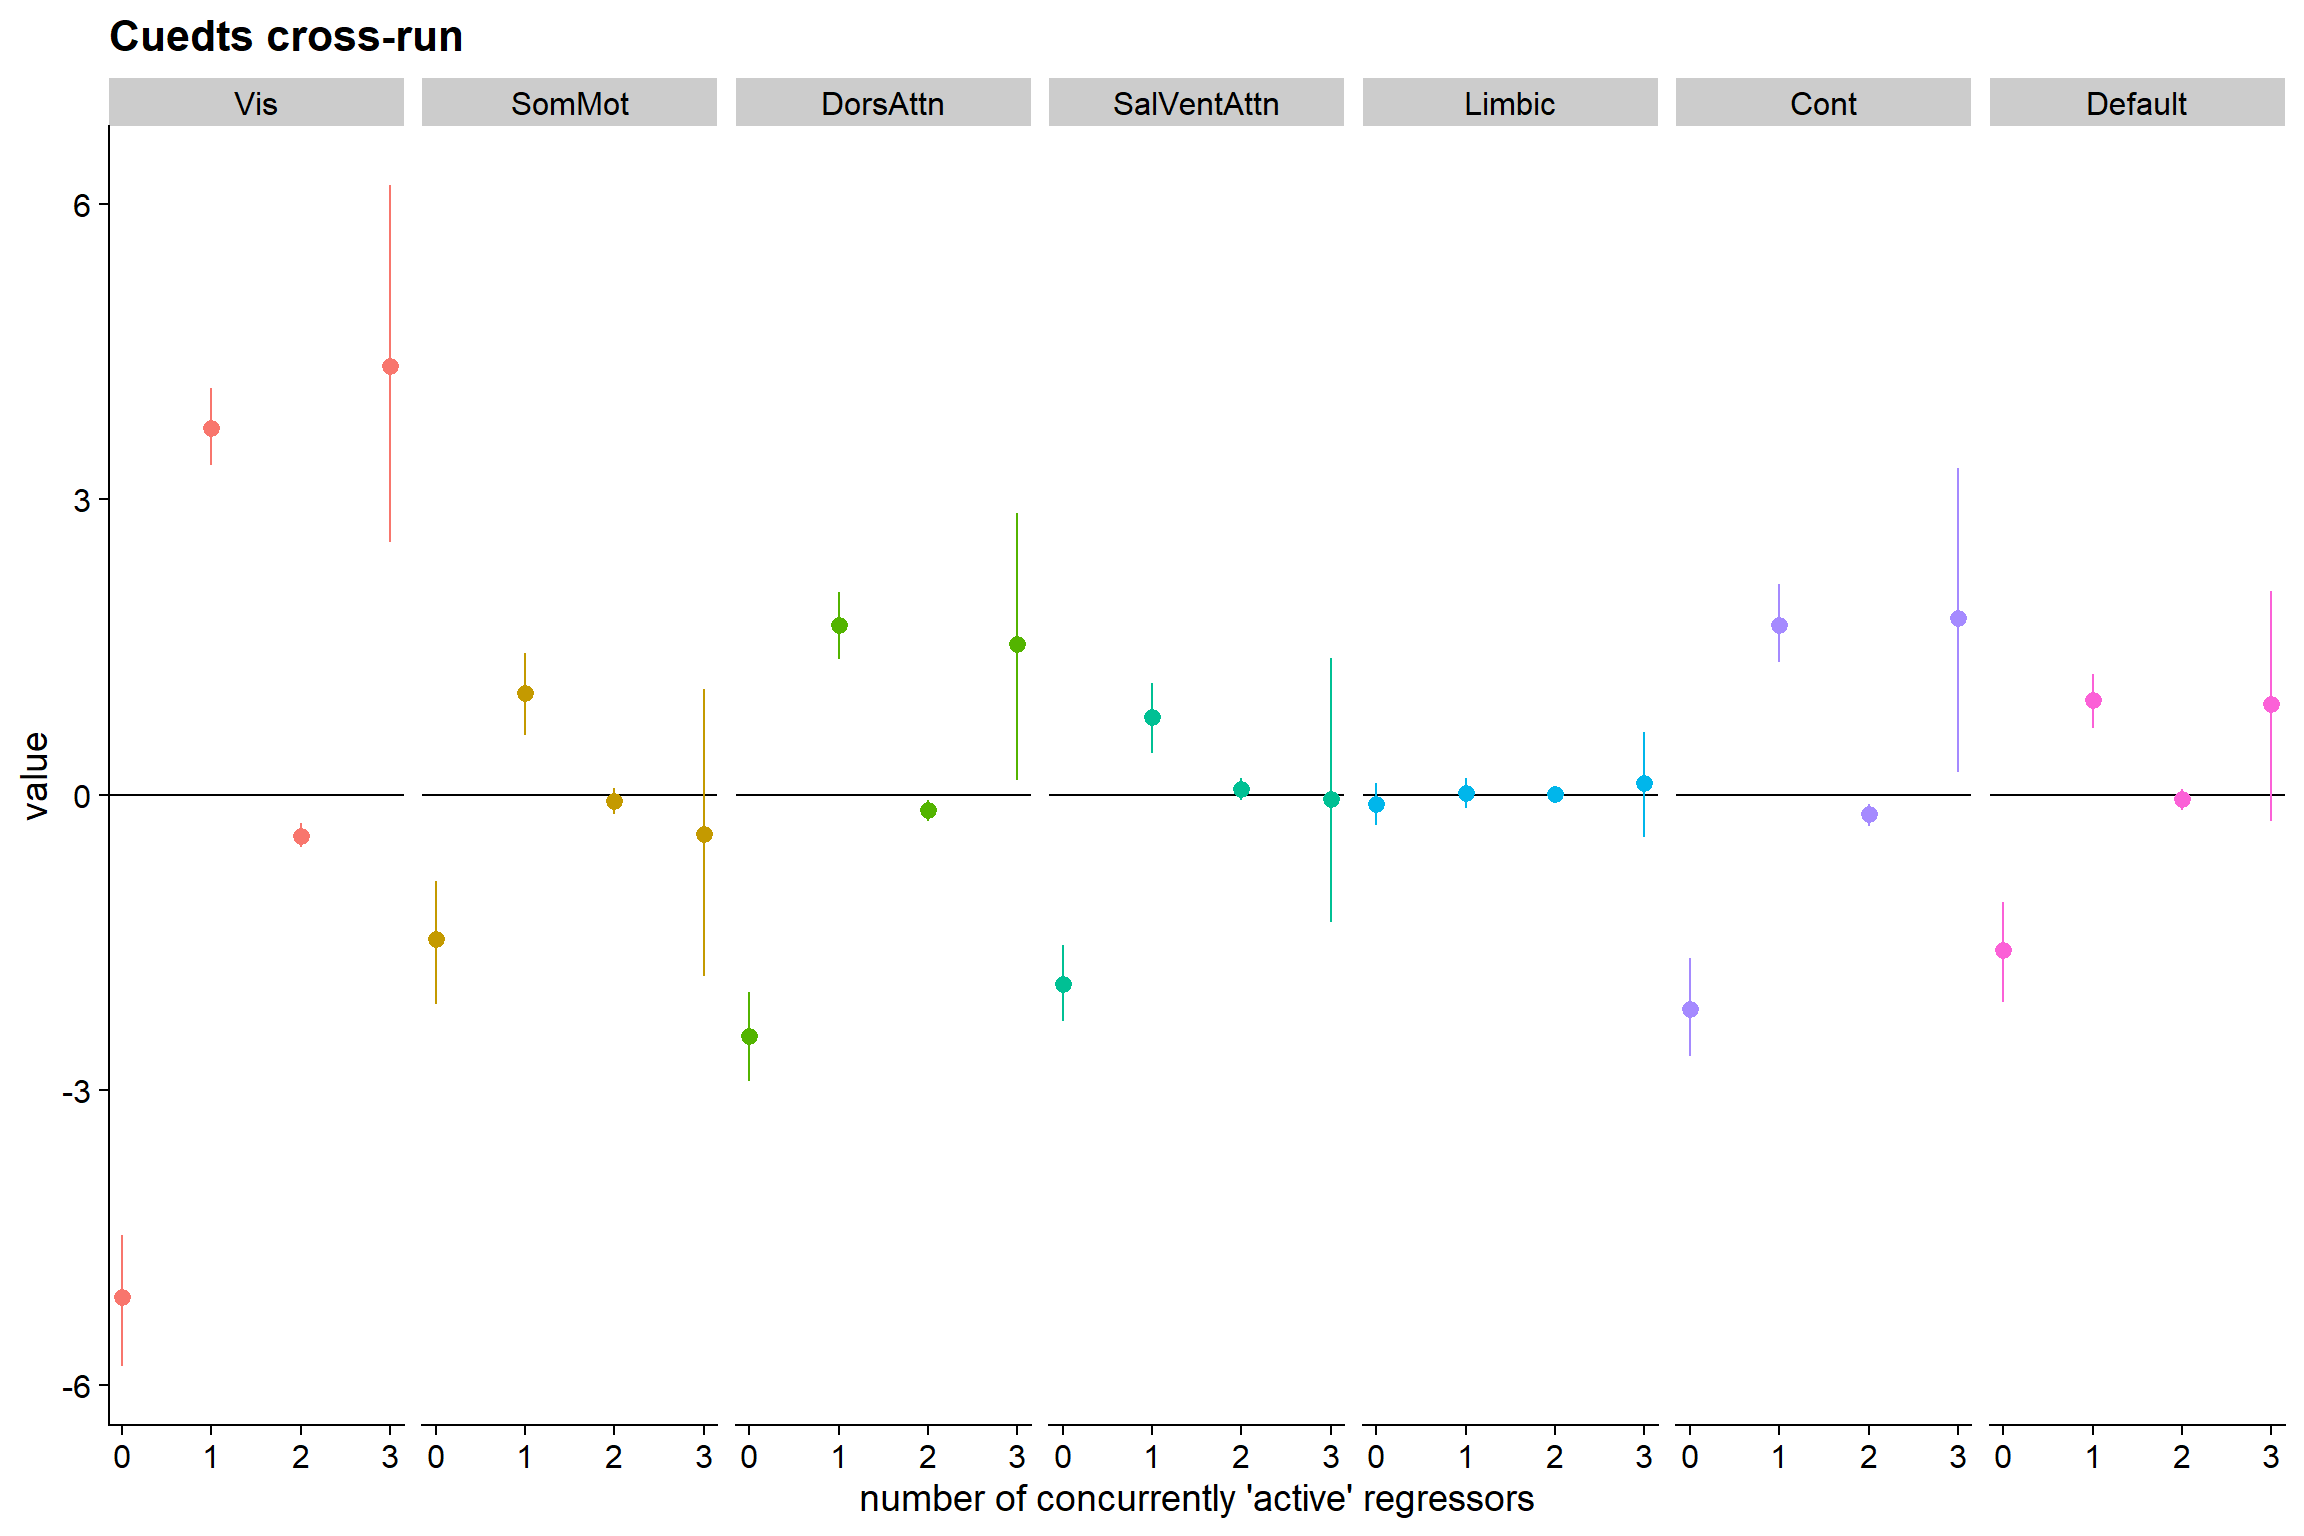 Cuedts cross-run
Vis SomMot DorsAttn SalVentAttn Limbic Cont Default
6
3
0
-3
-6
value
0 1 2 3 0 1 2 3 0 1 2 3 0 1 2 3 0 1 2 3 0 1 2 3 0 1 2 3
number of concurrently 'active' regressors